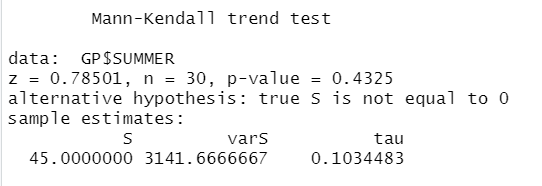 Mann-Kendall trend test
data: GP$SUMMER
z = 0.78501, n = 30, p-value = 0.4325
alternative hypothesis: true S is not equal to 0
sample estimates:
S varS tau
45.0000000 3141.6666667 0.1034483